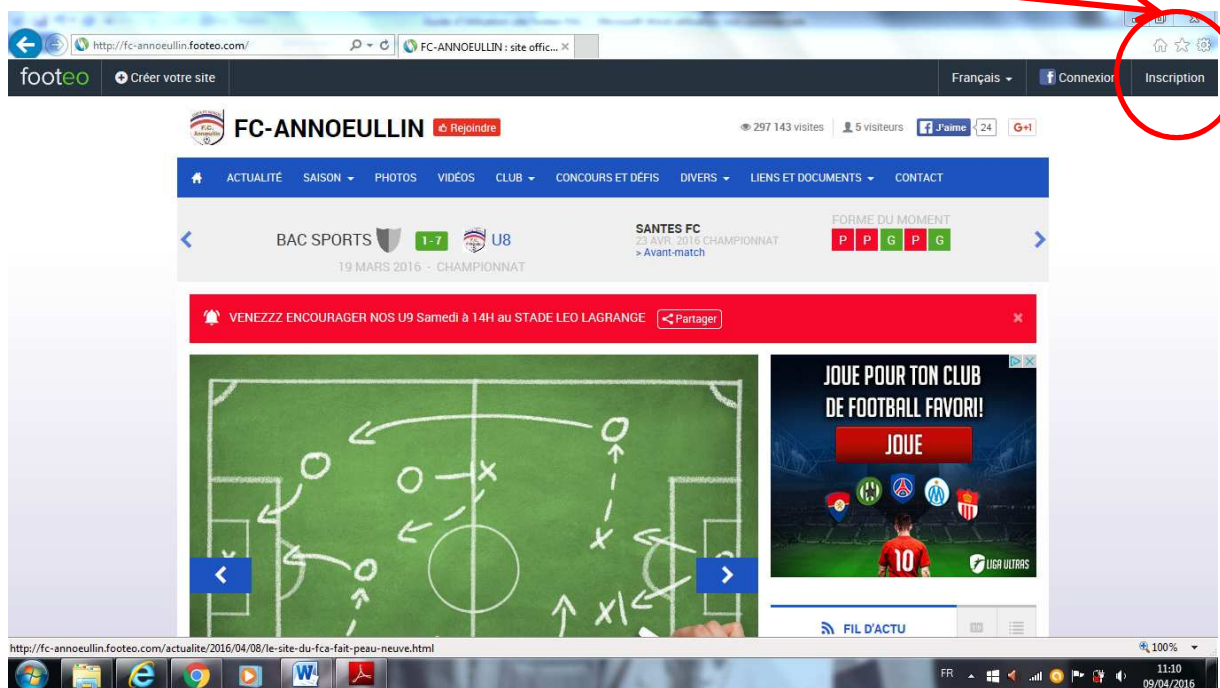 http://fc-annoeullin.footeo.com/
FC-ANNOEULLIN : site offic...
footeo
Créer votre site
Français
Connexion
Inscription
FC-ANNOEULLIN
Rejoindre
297 143 visites
5 visiteurs
J'aime
24
G+1
ACTUALITÉ SAISON PHOTOS VIDÉOS CLUB CONCOURS ET DÉFIS DIVERS LIENS ET DOCUMENTS CONTACT
BAC SPORTS 1-7 U8
19 MARS 2016 - CHAMPIONNAT
SANTES FC
23 AVR. 2016 CHAMPIONNAT
> Avant-match
FORME DU MOMENT
P P G P G
VENEZZZ ENCOURAGER NOS U9 Samedi à 14H au STADE LEO LAGRANGE
Partager
JOUE POUR TON CLUB
DE FOOTBALL FAVORI!
JOUE
10
LIGA ULTRAS
FIL D'ACTU
http://fc-annoeullin.footeo.com/actualite/2016/04/08/le-site-du-fca-fait-peau-neuve.html
100%
FR
11:10
09/04/2016